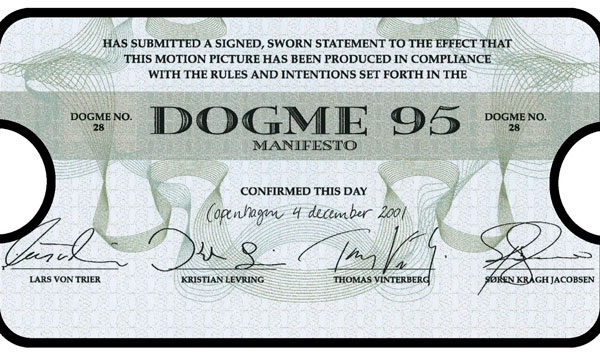 HAS SUBMITTED A SIGNED, SWORN STATEMENT TO THE EFFECT THAT
THIS MOTION PICTURE HAS BEEN PRODUCED IN COMPLIANCE
WITH THE RULES AND INTENTIONS SET FORTH IN THE
DOGME NO. 28
DOGME 95
DOGME NO. 28
MANIFESTO
CONFIRMED THIS DAY
Copenhagen 4 december 2001
LARS VON TRIER
KRISTIAN LEVRING
THOMAS VINTERBERG
SØREN KRAGH JACOBSEN